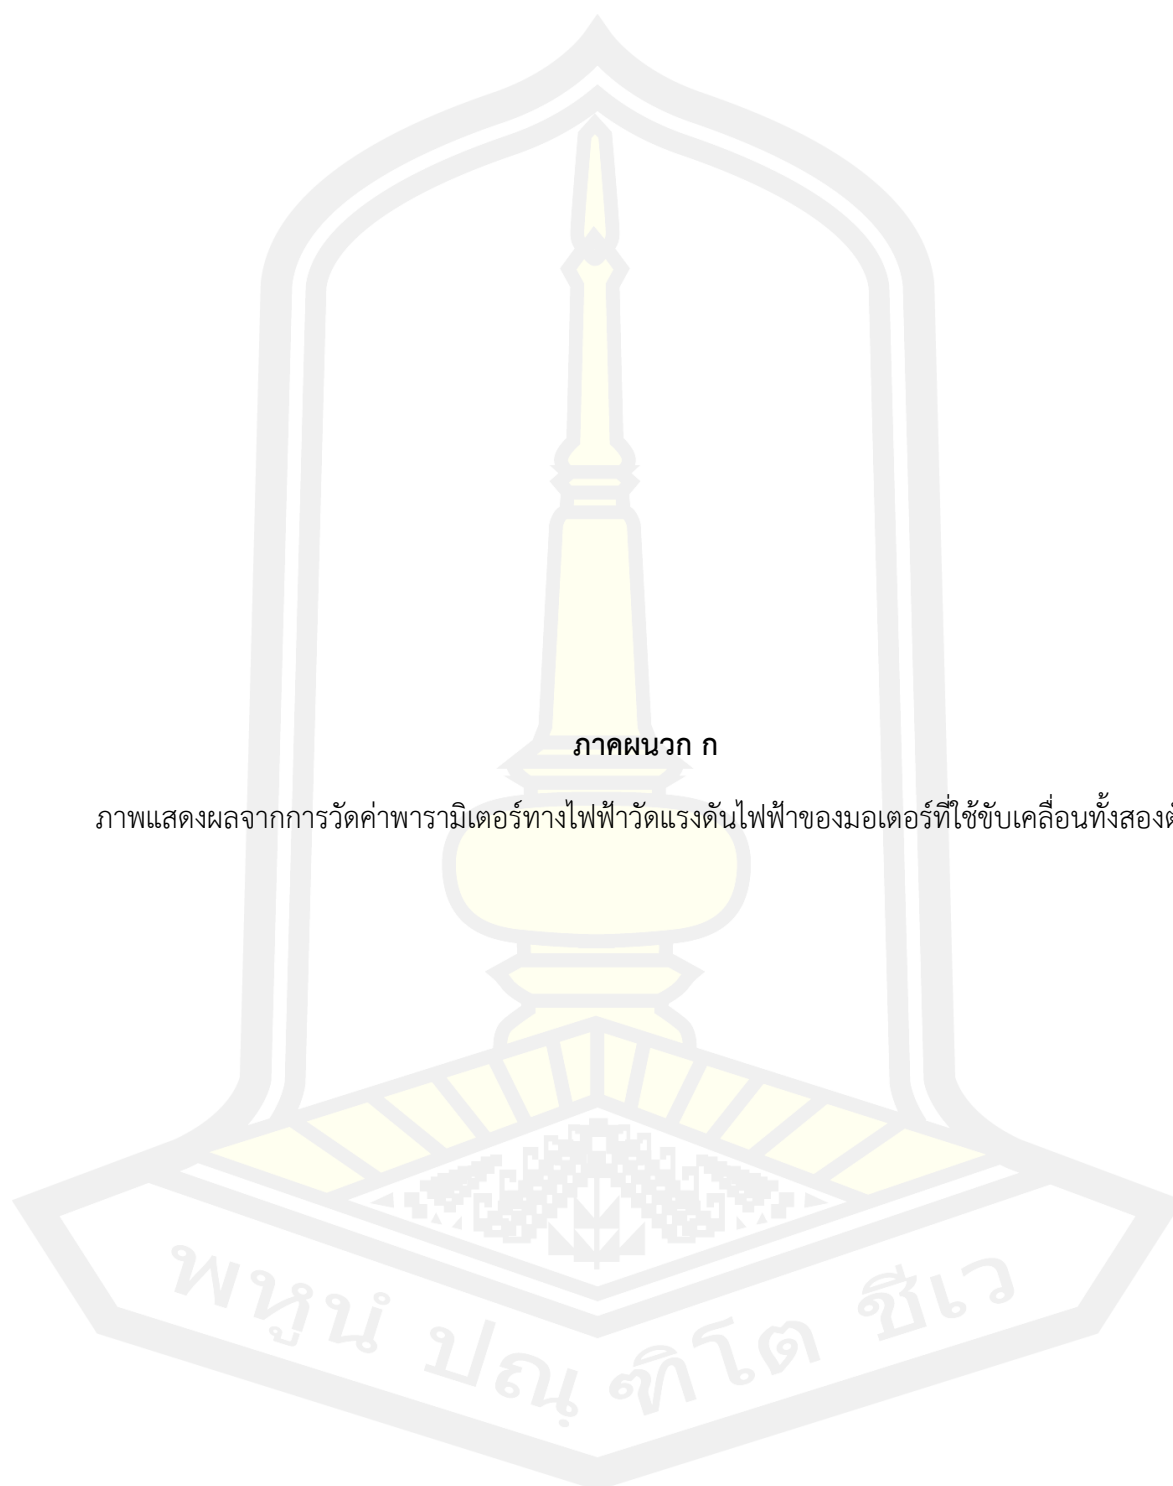 ภาคผนวก ก
ภาพแสดงผลจากการวัดค่าพารามิเตอร์ทางไฟฟ้าวัดแรงดันไฟฟ้าของมอเตอร์ที่ใช้ขับเคลื่อนทั้งสอง
พหูนํ ปณฺฑิโต ชีเว